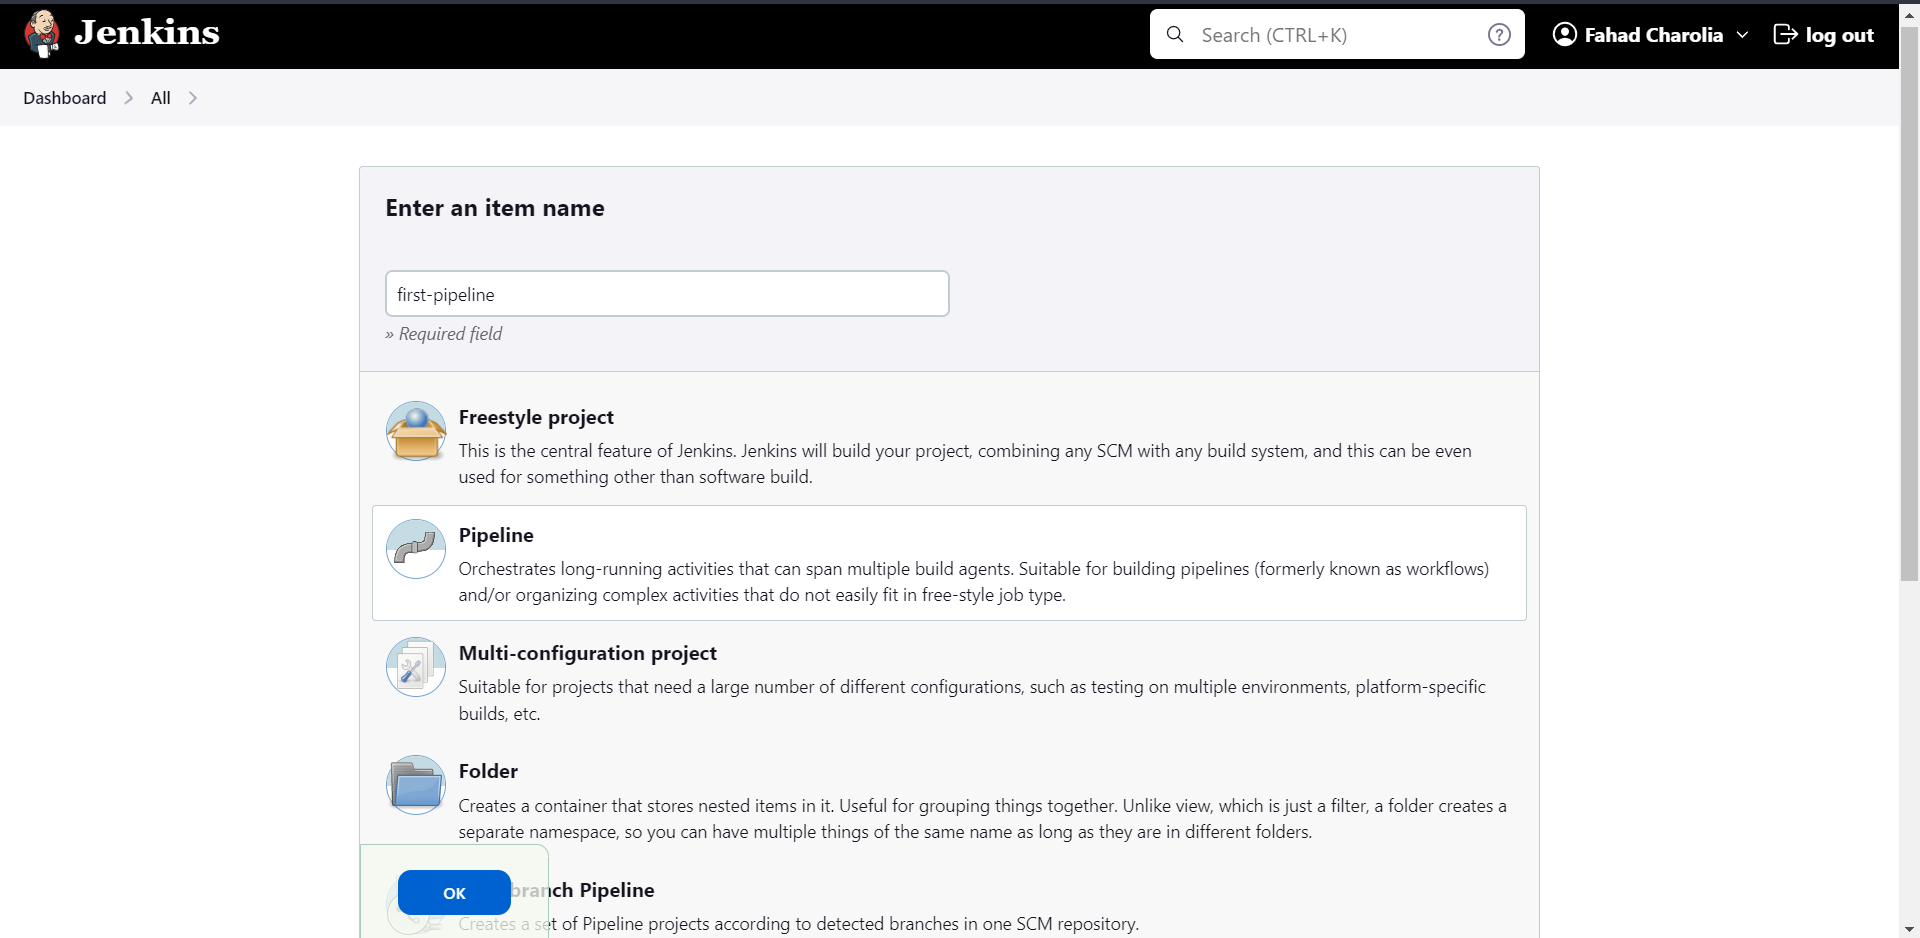 Jenkins
Search (CTRL+K)
?
Fahad Charolia
log out
Dashboard
All
Enter an item name
first-pipeline
» Required field
Freestyle project
This is the central feature of Jenkins. Jenkins will build your project, combining any SCM with any build system, and this can be even
used for something other than software build.
Pipeline
Orchestrates long-running activities that can span multiple build agents. Suitable for building pipelines (formerly known as workflows)
and/or organizing complex activities that do not easily fit in free-style job type.
Multi-configuration project
Suitable for projects that need a large number of different configurations, such as testing on multiple environments, platform-specific
builds, etc.
Folder
Creates a container that stores nested items in it. Useful for grouping things together. Unlike view, which is just a filter, a folder creates a
separate namespace, so you can have multiple things of the same name as long as they are in different folders.
OK
branch Pipeline
Creates a set of Pipeline projects according to detected branches in one SCM repository.